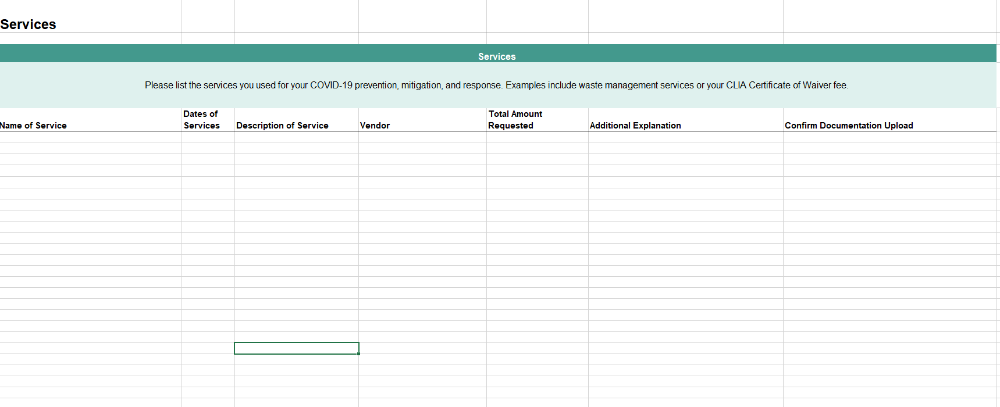 Services
Services
Please list the services you used for your COVID-19 prevention, mitigation, and response. Examples include waste management services or your CLIA Certificate of Waiver fee.
Name of Service Dates of Services Description of Service Vendor Total Amount Requested Additional Explanation Confirm Documentation Upload